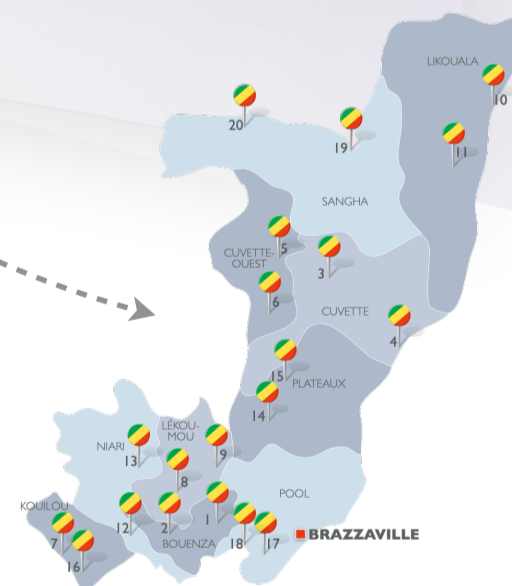 LIKOUALA
10
20
19
11
SANGHA
5
CUVETTE-
OUEST
3
6
CUVETTE
4
15
PLATEAUX
14
LÉKOU-
MOU
NIARI
13
9
8
POOL
KOUILOU
12
2
1
7
BOUENZA
18
17
BRAZZAVILLE
16